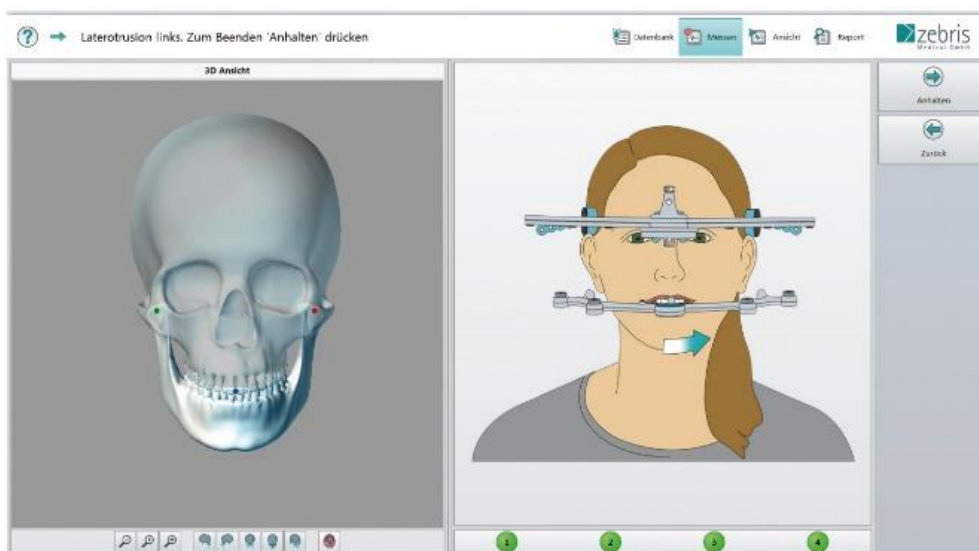 ? Laterotrusion links. Zum Beenden 'Anhalten' drücken
Datenbank Messen Ansicht Report
zebris
Medical GmbH
3D Ansicht
Anhalten
Zurück
1 2 3 4